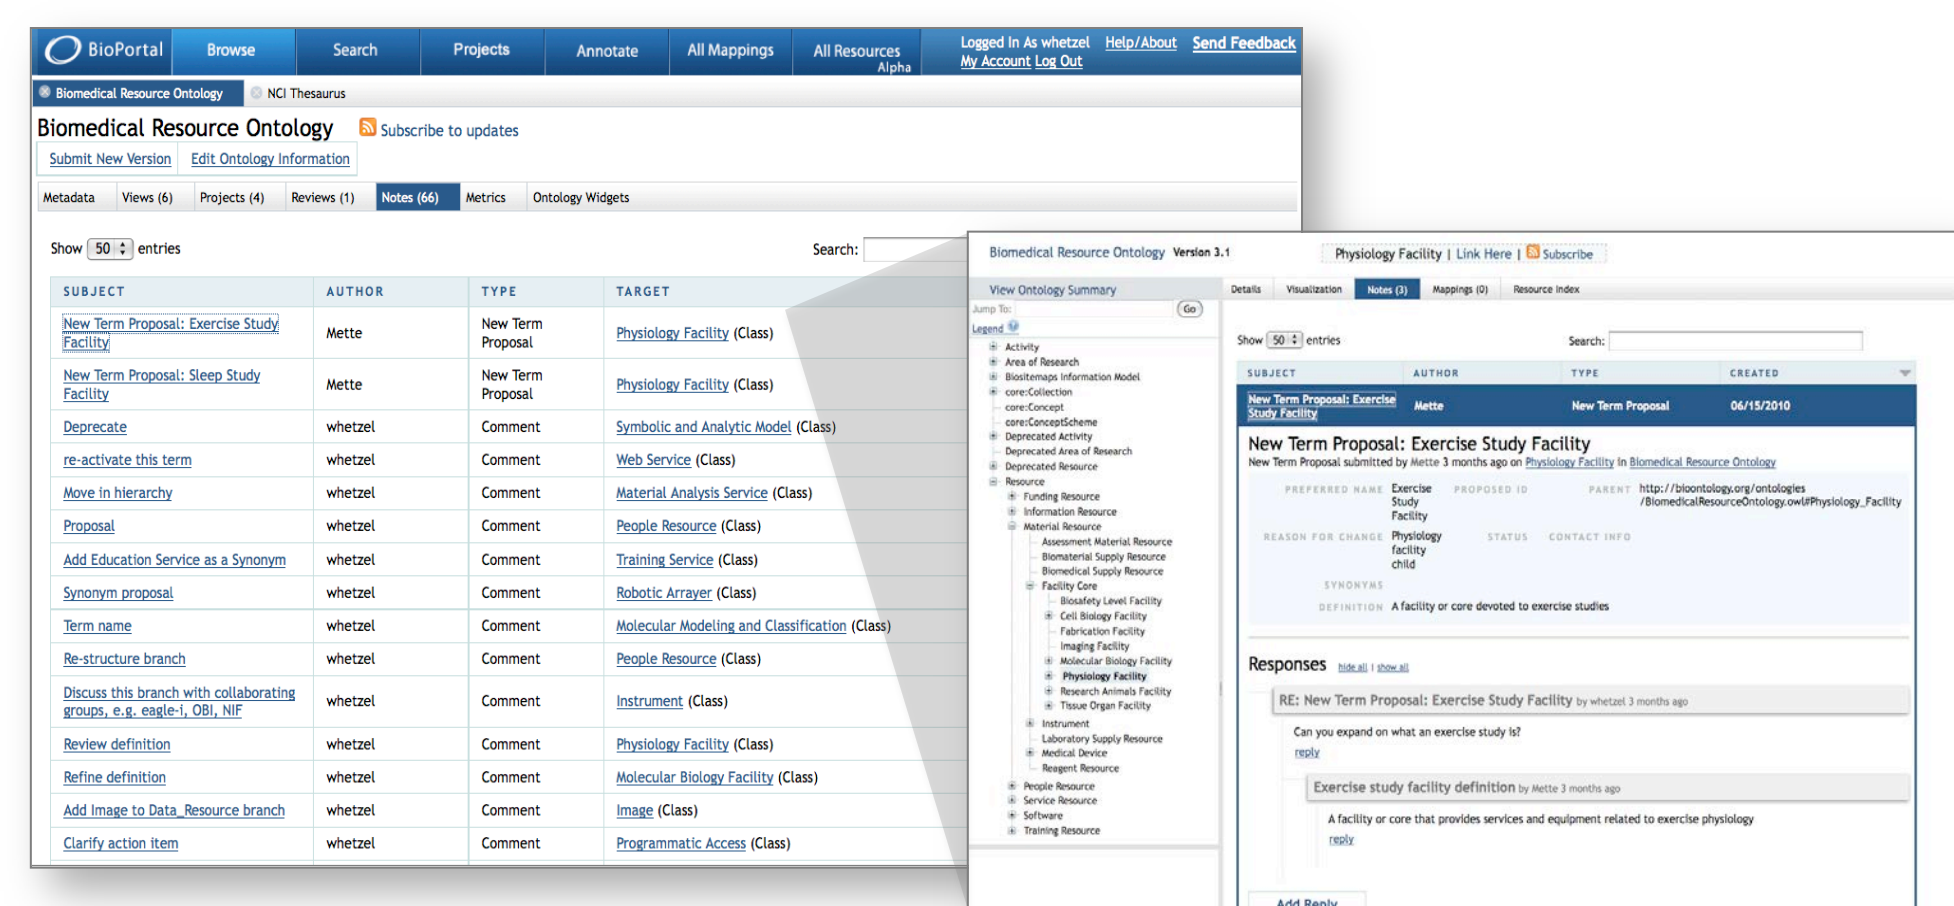 BioPortal Browse Search Projects Annotate All Mappings All Resources Alpha Logged In As whetzel Help/About Send Feedback
My Account Log Out
Biomedical Resource Ontology NCI Thesaurus
Biomedical Resource Ontology Subscribe to updates
Submit New Version Edit Ontology Information
Metadata Views (6) Projects (4) Reviews (1) Notes (66) Metrics Ontology Widgets
Show 50 entries Search:
SUBJECT AUTHOR TYPE TARGET
New Term Proposal: Exercise Study Facility Mette New Term Proposal Physiology Facility (Class)
New Term Proposal: Sleep Study Facility Mette New Term Proposal Physiology Facility (Class)
Deprecate whetzel Comment Symbolic and Analytic Model (Class)
re-activate this term whetzel Comment Web Service (Class)
Move in hierarchy whetzel Comment Material Analysis Service (Class)
Proposal whetzel Comment People Resource (Class)
Add Education Service as a Synonym whetzel Comment Training Service (Class)
Synonym proposal whetzel Comment Robotic Arrayer (Class)
Term name whetzel Comment Molecular Modeling and Classification (Class)
Re-structure branch whetzel Comment People Resource (Class)
Discuss this branch with collaborating groups, e.g. eagle-i, OBI, NIF whetzel Comment Instrument (Class)
Review definition whetzel Comment Physiology Facility (Class)
Refine definition whetzel Comment Molecular Biology Facility (Class)
Add Image to Data_Resource branch whetzel Comment Image (Class)
Clarify action item whetzel Comment Programmatic Access (Class)
Biomedical Resource Ontology Version 3.1
Physiology Facility | Link Here | Subscribe
View Ontology Summary
Jump To: Go
Legend
Activity
Area of Research
Biositemaps Information Model
core:Collection
core:Concept
core:ConceptScheme
Deprecated Activity
Deprecated Area of Research
Deprecated Resource
Resource
Funding Resource
Information Resource
Material Resource
Assessment Material Resource
Biomaterial Supply Resource
Biomedical Supply Resource
Facility Core
Biosafety Level Facility
Cell Biology Facility
Fabrication Facility
Imaging Facility
Molecular Biology Facility
Physiology Facility
Research Animals Facility
Tissue Organ Facility
Instrument
Laboratory Supply Resource
Medical Device
Reagent Resource
People Resource
Service Resource
Software
Training Resource
Details Visualization Notes (3) Mappings (0) Resource Index
Show 50 entries Search:
SUBJECT AUTHOR TYPE CREATED
New Term Proposal: Exercise Study Facility Mette New Term Proposal 06/15/2010
New Term Proposal: Exercise Study Facility
New Term Proposal submitted by Mette 3 months ago on Physiology Facility in Biomedical Resource Ontology
PREFERRED NAME Exercise Study Facility PROPOSED ID PARENT http://bioontology.org/ontologies
/BiomedicalResourceOntology.owl#Physiology_Facility
REASON FOR CHANGE Physiology facility child STATUS CONTACT INFO
SYNONYMS
DEFINITION A facility or core devoted to exercise studies
Responses hide all | show all
RE: New Term Proposal: Exercise Study Facility by whetzel 3 months ago
Can you expand on what an exercise study is?
reply
Exercise study facility definition by Mette 3 months ago
A facility or core that provides services and equipment related to exercise physiology
reply
Add Reply